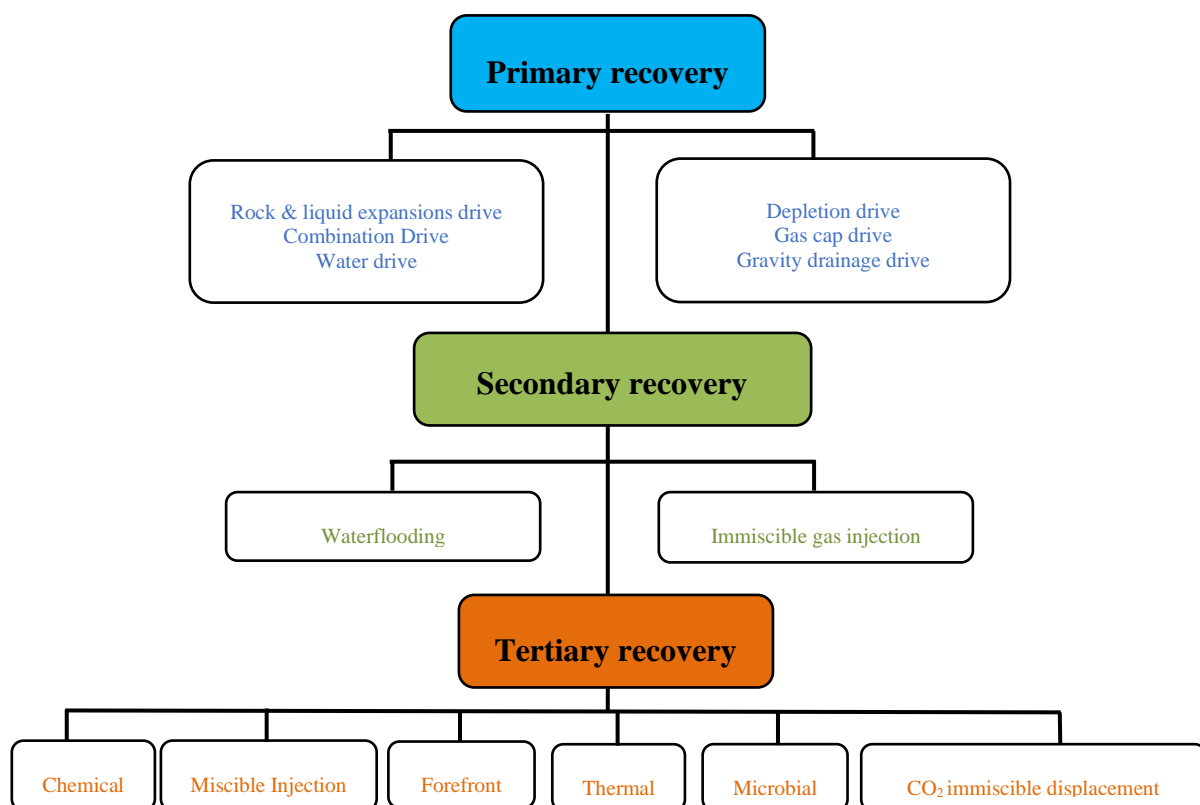 Primary recovery
Rock & liquid expansions drive
Combination Drive
Water drive
Depletion drive
Gas cap drive
Gravity drainage drive
Secondary recovery
Waterflooding
Immiscible gas injection
Tertiary recovery
Chemical
Miscible Injection
Forefront
Thermal
Microbial
CO₂ immiscible displacement